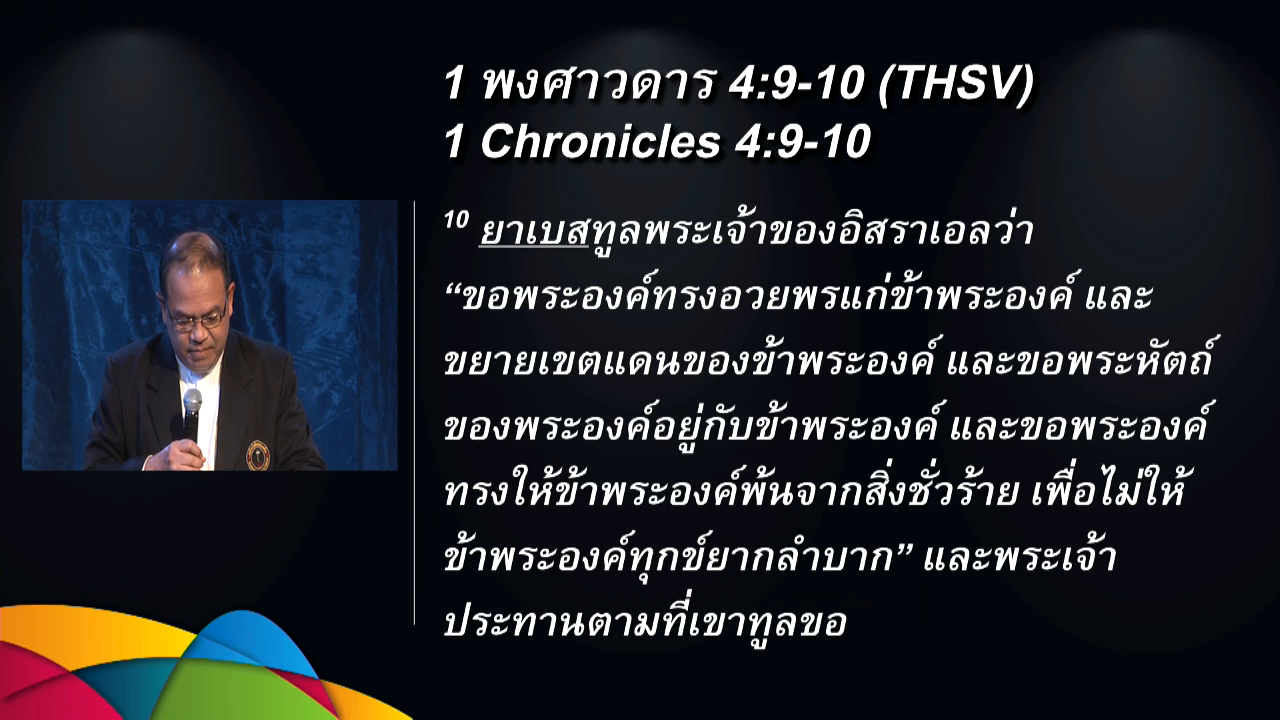 1 พงศาวดาร 4:9-10 (THSV)
1 Chronicles 4:9-10
10 ยาเบสทูลพระเจ้าของอิสราเอลว่า
“ขอพระองค์ทรงอวยพรแก่ข้าพระองค์ และ
ขยายเขตแดนของข้าพระองค์ และขอพระหัตถ์
ของพระองค์อยู่กับข้าพระองค์ และขอพระองค์
ทรงให้ข้าพระองค์พ้นจากสิ่งชั่วร้าย เพื่อไม่ให้
ข้าพระองค์ทุกข์ยากลำบาก” และพระเจ้า
ประทานตามที่เขาทูลขอ